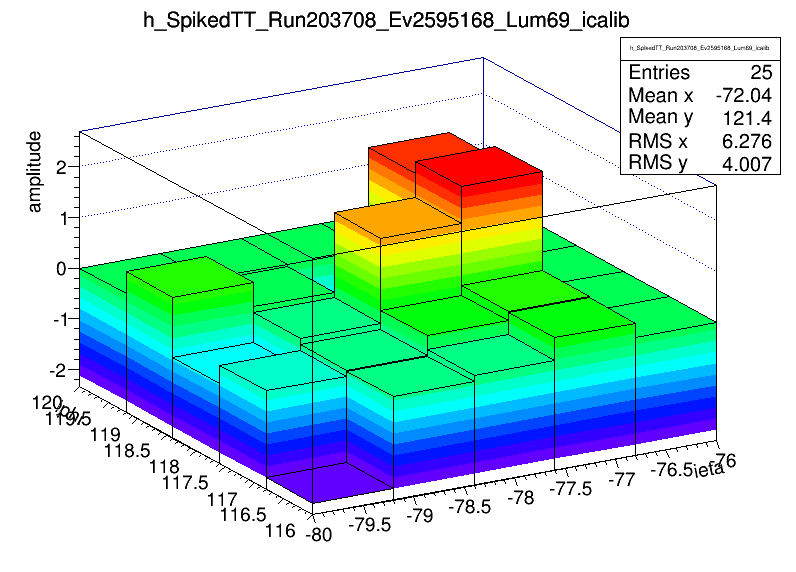 h_SpikedTT_Run203708_Ev2595168_Lum69_icalib
h_SpikedTT_Run203708_Ev2595168_Lum69_icalib
Entries 25
Mean x -72.04
Mean y 121.4
RMS x 6.276
RMS y 4.007
amplitude
2
1
0
-1
-2
120
119.5
119
118.5
118
117.5
117
116.5
116
-80
-79.5
-79
-78.5
-78
-77.5
-77
-76.5
-76
ieta